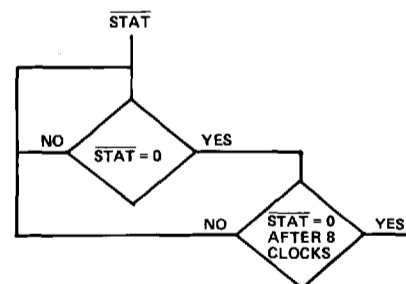 STAT
NO
STAT = 0
YES
NO
STAT = 0
AFTER 8
CLOCKS
YES